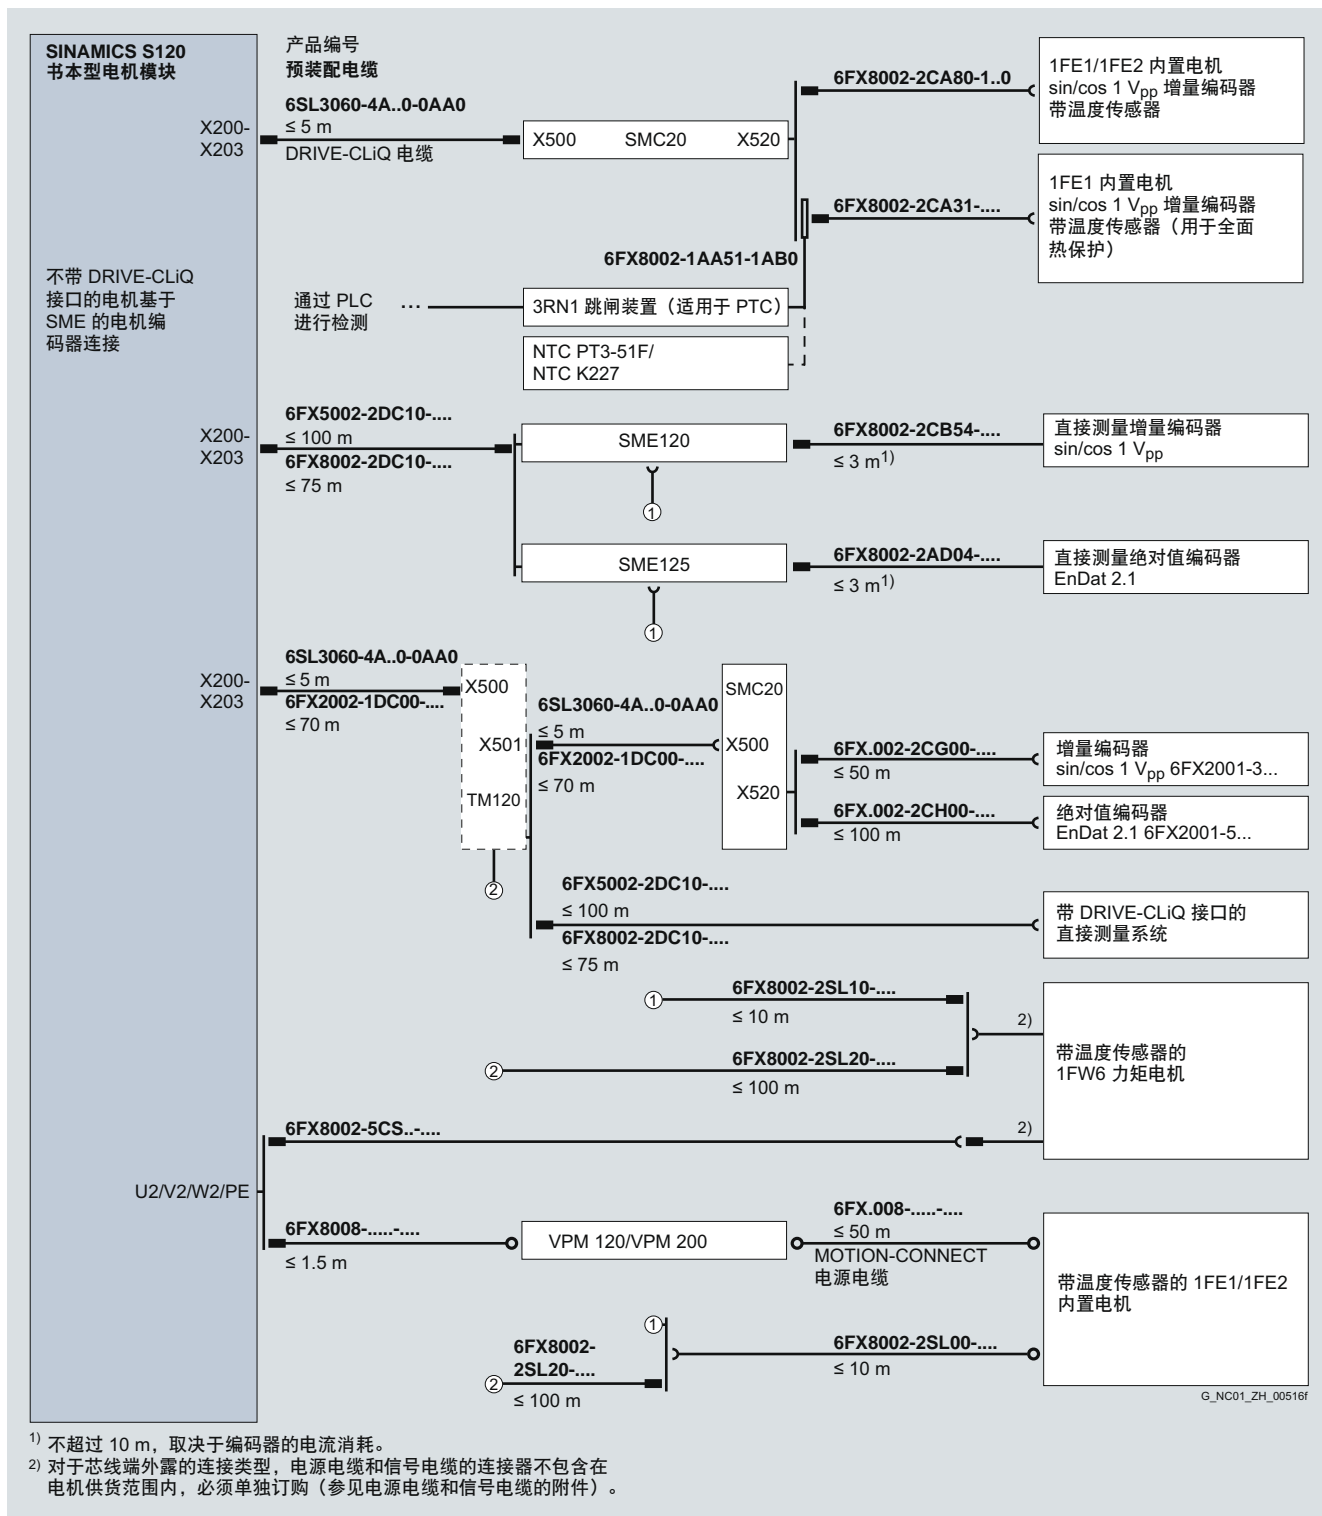 SINAMICS S120
书本型电机模块
产品编号
预装配电缆
6SL3060-4A..0-0AA0
≤ 5 m
DRIVE-CLiQ 电缆
X200-
X203
X500 SMC20 X520
6FX8002-2CA80-1..0
1FE1/1FE2 内置电机
sin/cos 1 Vpp 增量编码器
带温度传感器
6FX8002-2CA31-....
1FE1 内置电机
sin/cos 1 Vpp 增量编码器
带温度传感器（用于全面
热保护）
6FX8002-1AA51-1AB0
不带 DRIVE-CLiQ
接口的电机基于
SME 的电机编
码器连接
通过 PLC
进行检测
...
3RN1 跳闸装置（适用于 PTC）
NTC PT3-51F/
NTC K227
X200-
X203
6FX5002-2DC10-....
≤ 100 m
6FX8002-2DC10-....
≤ 75 m
SME120
1
6FX8002-2CB54-....
≤ 3 m1)
直接测量增量编码器
sin/cos 1 Vpp
SME125
1
6FX8002-2AD04-....
≤ 3 m1)
直接测量绝对值编码器
EnDat 2.1
X200-
X203
6SL3060-4A..0-0AA0
≤ 5 m
6FX2002-1DC00-....
≤ 70 m
X500
X501
TM120
2
6SL3060-4A..0-0AA0
≤ 5 m
6FX2002-1DC00-....
≤ 70 m
SMC20
X500
X520
6FX.002-2CG00-....
≤ 50 m
增量编码器
sin/cos 1 Vpp 6FX2001-3...
6FX.002-2CH00-....
≤ 100 m
绝对值编码器
EnDat 2.1 6FX2001-5...
6FX5002-2DC10-....
≤ 100 m
6FX8002-2DC10-....
≤ 75 m
带 DRIVE-CLiQ 接口的
直接测量系统
1
6FX8002-2SL10-....
≤ 10 m
2
6FX8002-2SL20-....
≤ 100 m
2)
带温度传感器的
1FW6 力矩电机
6FX8002-5CS..-....
2)
U2/V2/W2/PE
6FX8008-.....-....
≤ 1.5 m
VPM 120/VPM 200
6FX.008-.....-....
≤ 50 m
MOTION-CONNECT
电源电缆
带温度传感器的 1FE1/1FE2
内置电机
1
6FX8002-
2SL20-....
2
≤ 100 m
6FX8002-2SL00-....
≤ 10 m
G_NC01_ZH_00516f
1) 不超过 10 m，取决于编码器的电流消耗。
2) 对于芯线端外露的连接类型，电源电缆和信号电缆的连接器不包含在
电机供货范围内，必须单独订购（参见电源电缆和信号电缆的附件）。